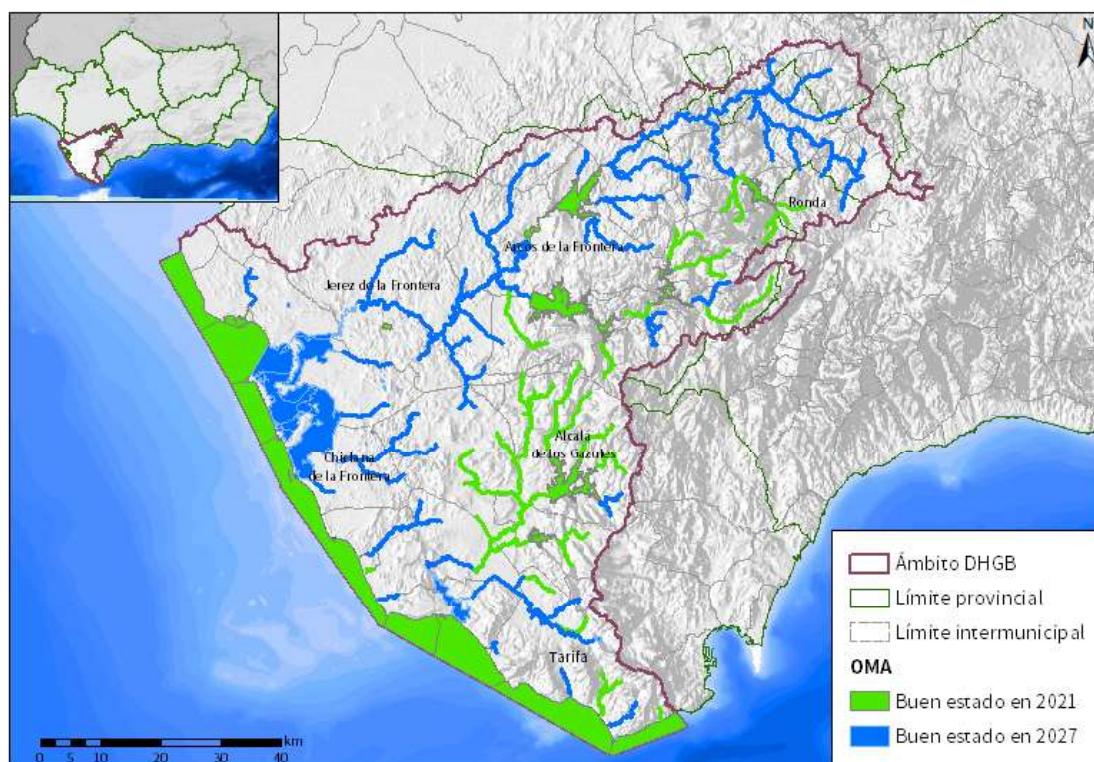 N
Ronda
Arcos de la Frontera
Jerez de la Frontera
Alcalá
de los Gazules
Chiclana
de la Frontera
Tarifa
Ámbito DHGB
Límite provincial
Límite intermunicipal
OMA
Buen estado en 2021
Buen estado en 2027
km
0 5 10 20 30 40